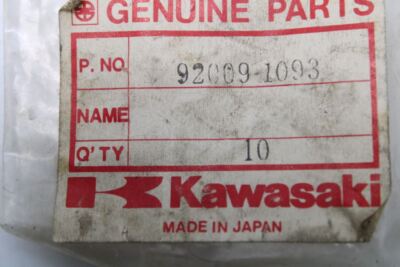 GENUINE PARTS
P. NO 92009-1093
NAME
Q'TY 10
Kawasaki
MADE IN JAPAN